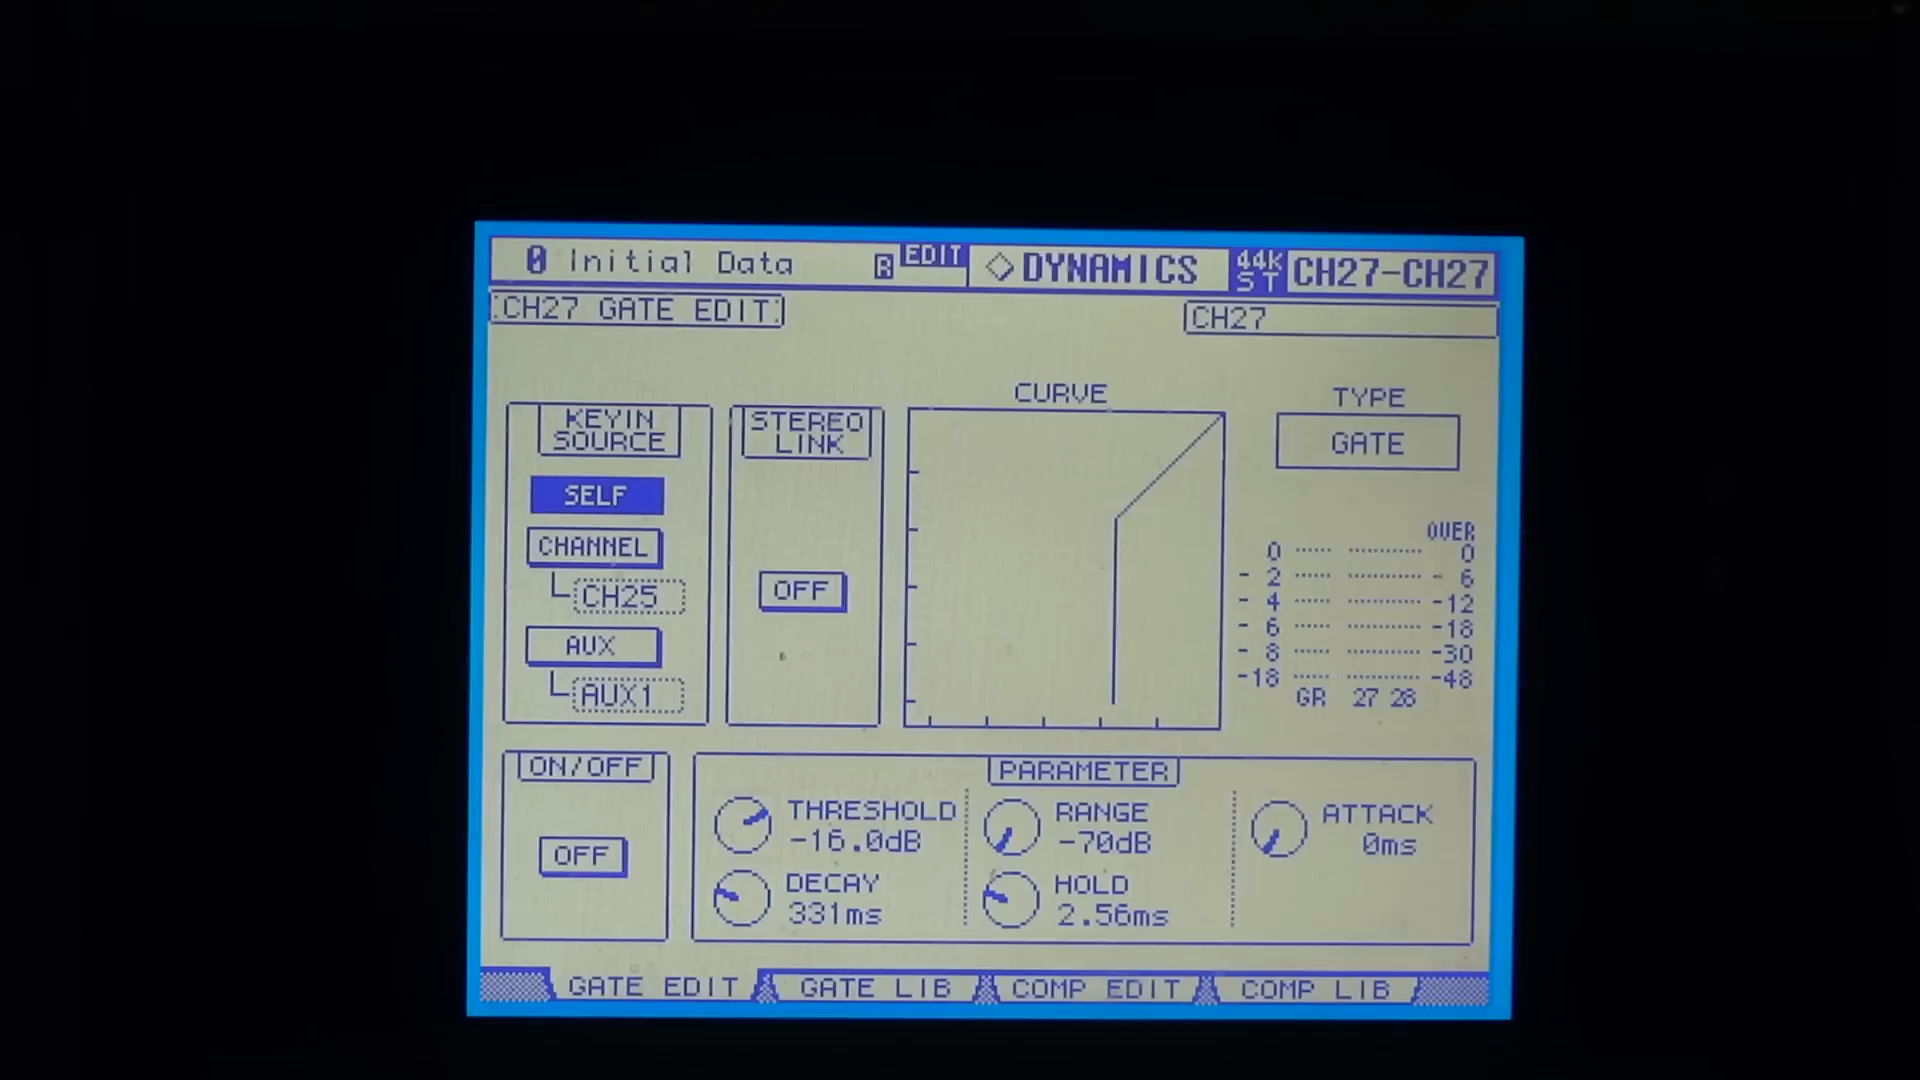 0 Initial Data R EDIT DYNAMICS 44K ST CH27-CH27
CH27 GATE EDIT CH27
KEYIN SOURCE
SELF
CHANNEL
CH25
AUX
AUX1
STEREO LINK
OFF
CURVE
TYPE
GATE
OVER
0 0
- 2 - 6
- 4 -12
- 6 -18
- 8 -30
-18 -48
GR 27 28
ON/OFF
OFF
PARAMETER
THRESHOLD
-16.0dB
RANGE
-70dB
ATTACK
0ms
DECAY
331ms
HOLD
2.56ms
GATE EDIT GATE LIB COMP EDIT COMP LIB